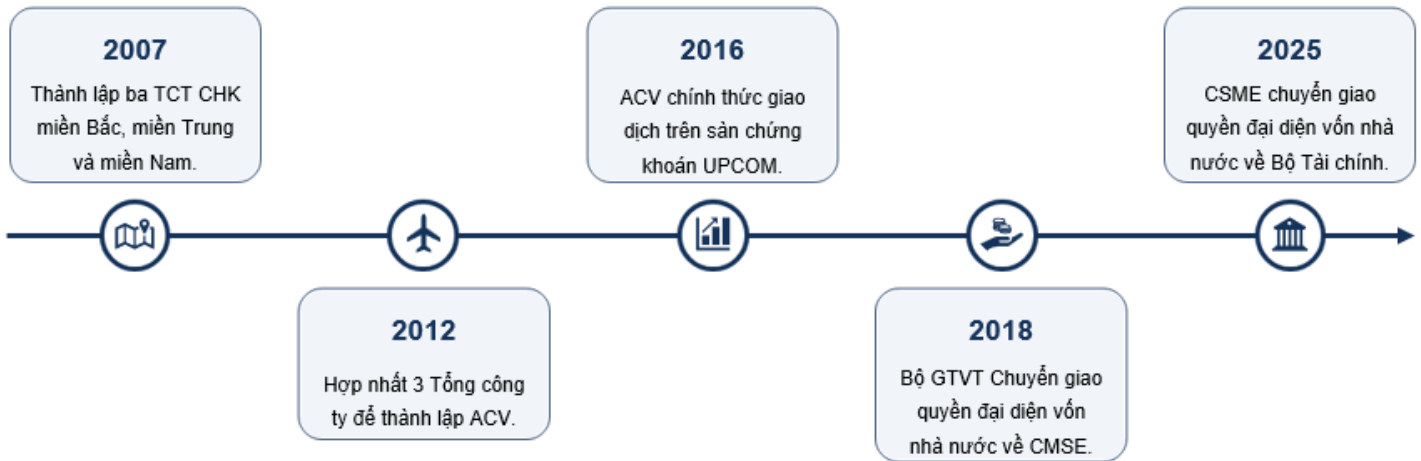 2007
Thành lập ba TCT CHK
miền Bắc, miền Trung
và miền Nam.
2012
Hợp nhất 3 Tổng công
ty để thành lập ACV.
2016
ACV chính thức giao
dịch trên sàn chứng
khoán UPCOM.
2018
Bộ GTVT Chuyển giao
quyền đại diện vốn
nhà nước về CMSE.
2025
CSME chuyển giao
quyền đại diện vốn nhà
nước về Bộ Tài chính.